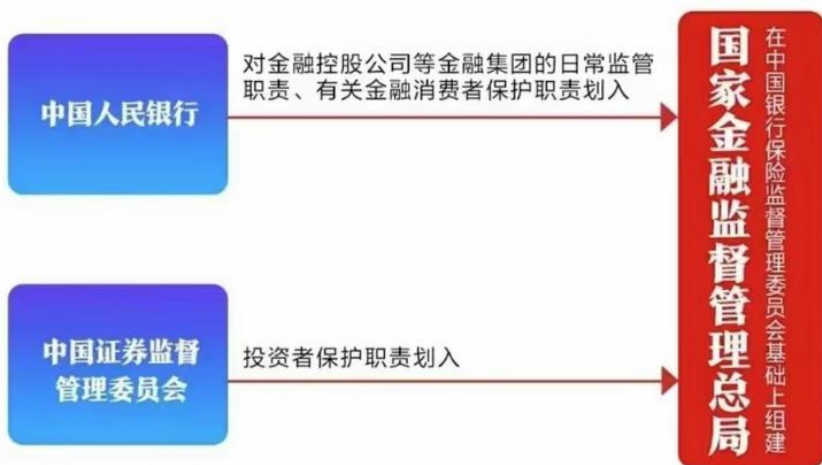 中国人民银行
对金融控股公司等金融集团的日常监管
职责、有关金融消费者保护职责划入
中国证券监督
管理委员会
投资者保护职责划入
国家金融监督管理总局
在中国银行保险监督管理委员会基础上组建